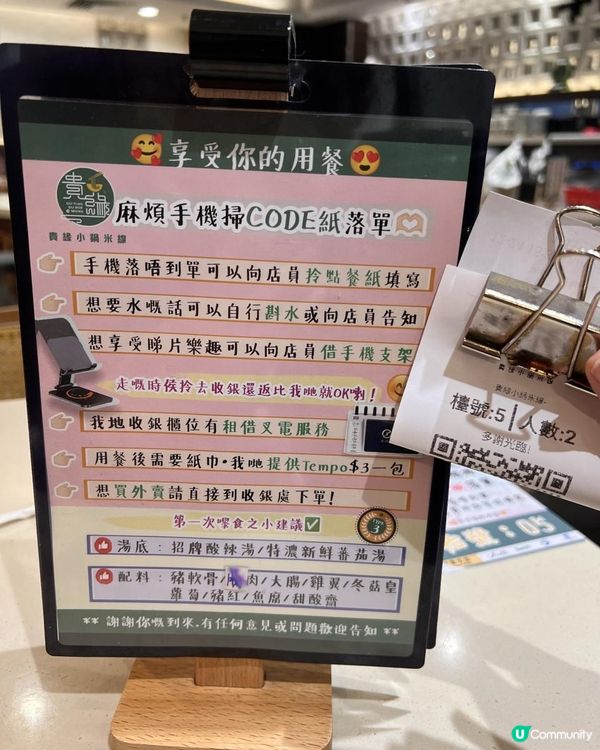 享受你的用餐
貴緣
貴緣小鍋米線
麻煩手機掃CODE紙落單
手機落唔到單可以向店員拎點餐紙填寫
想要水嘅話可以自行斟水或向店員告知
想享受睇片樂趣可以向店員借手機支架
走嘅時侯拎去收銀還返比我哋就OK喇!
我地收銀櫃位有租借叉電服務
用餐後需要紙巾·我哋提供Tempo$3一包
想買外賣請直接到收銀處下單!
第一次嚟食之小建議
湯底:招牌酸辣湯/特濃新鮮蕃茄湯
配料:豬軟骨/肉/大腸/雞翼/冬菇皇
蘿蔔/豬紅/魚腐/甜酸齋
** 謝謝你嘅到來.有任何意見或問題歡迎告知 **
貴緣小鍋米線-
檯號:5|人數:2
多謝光臨!
: 05
U Community